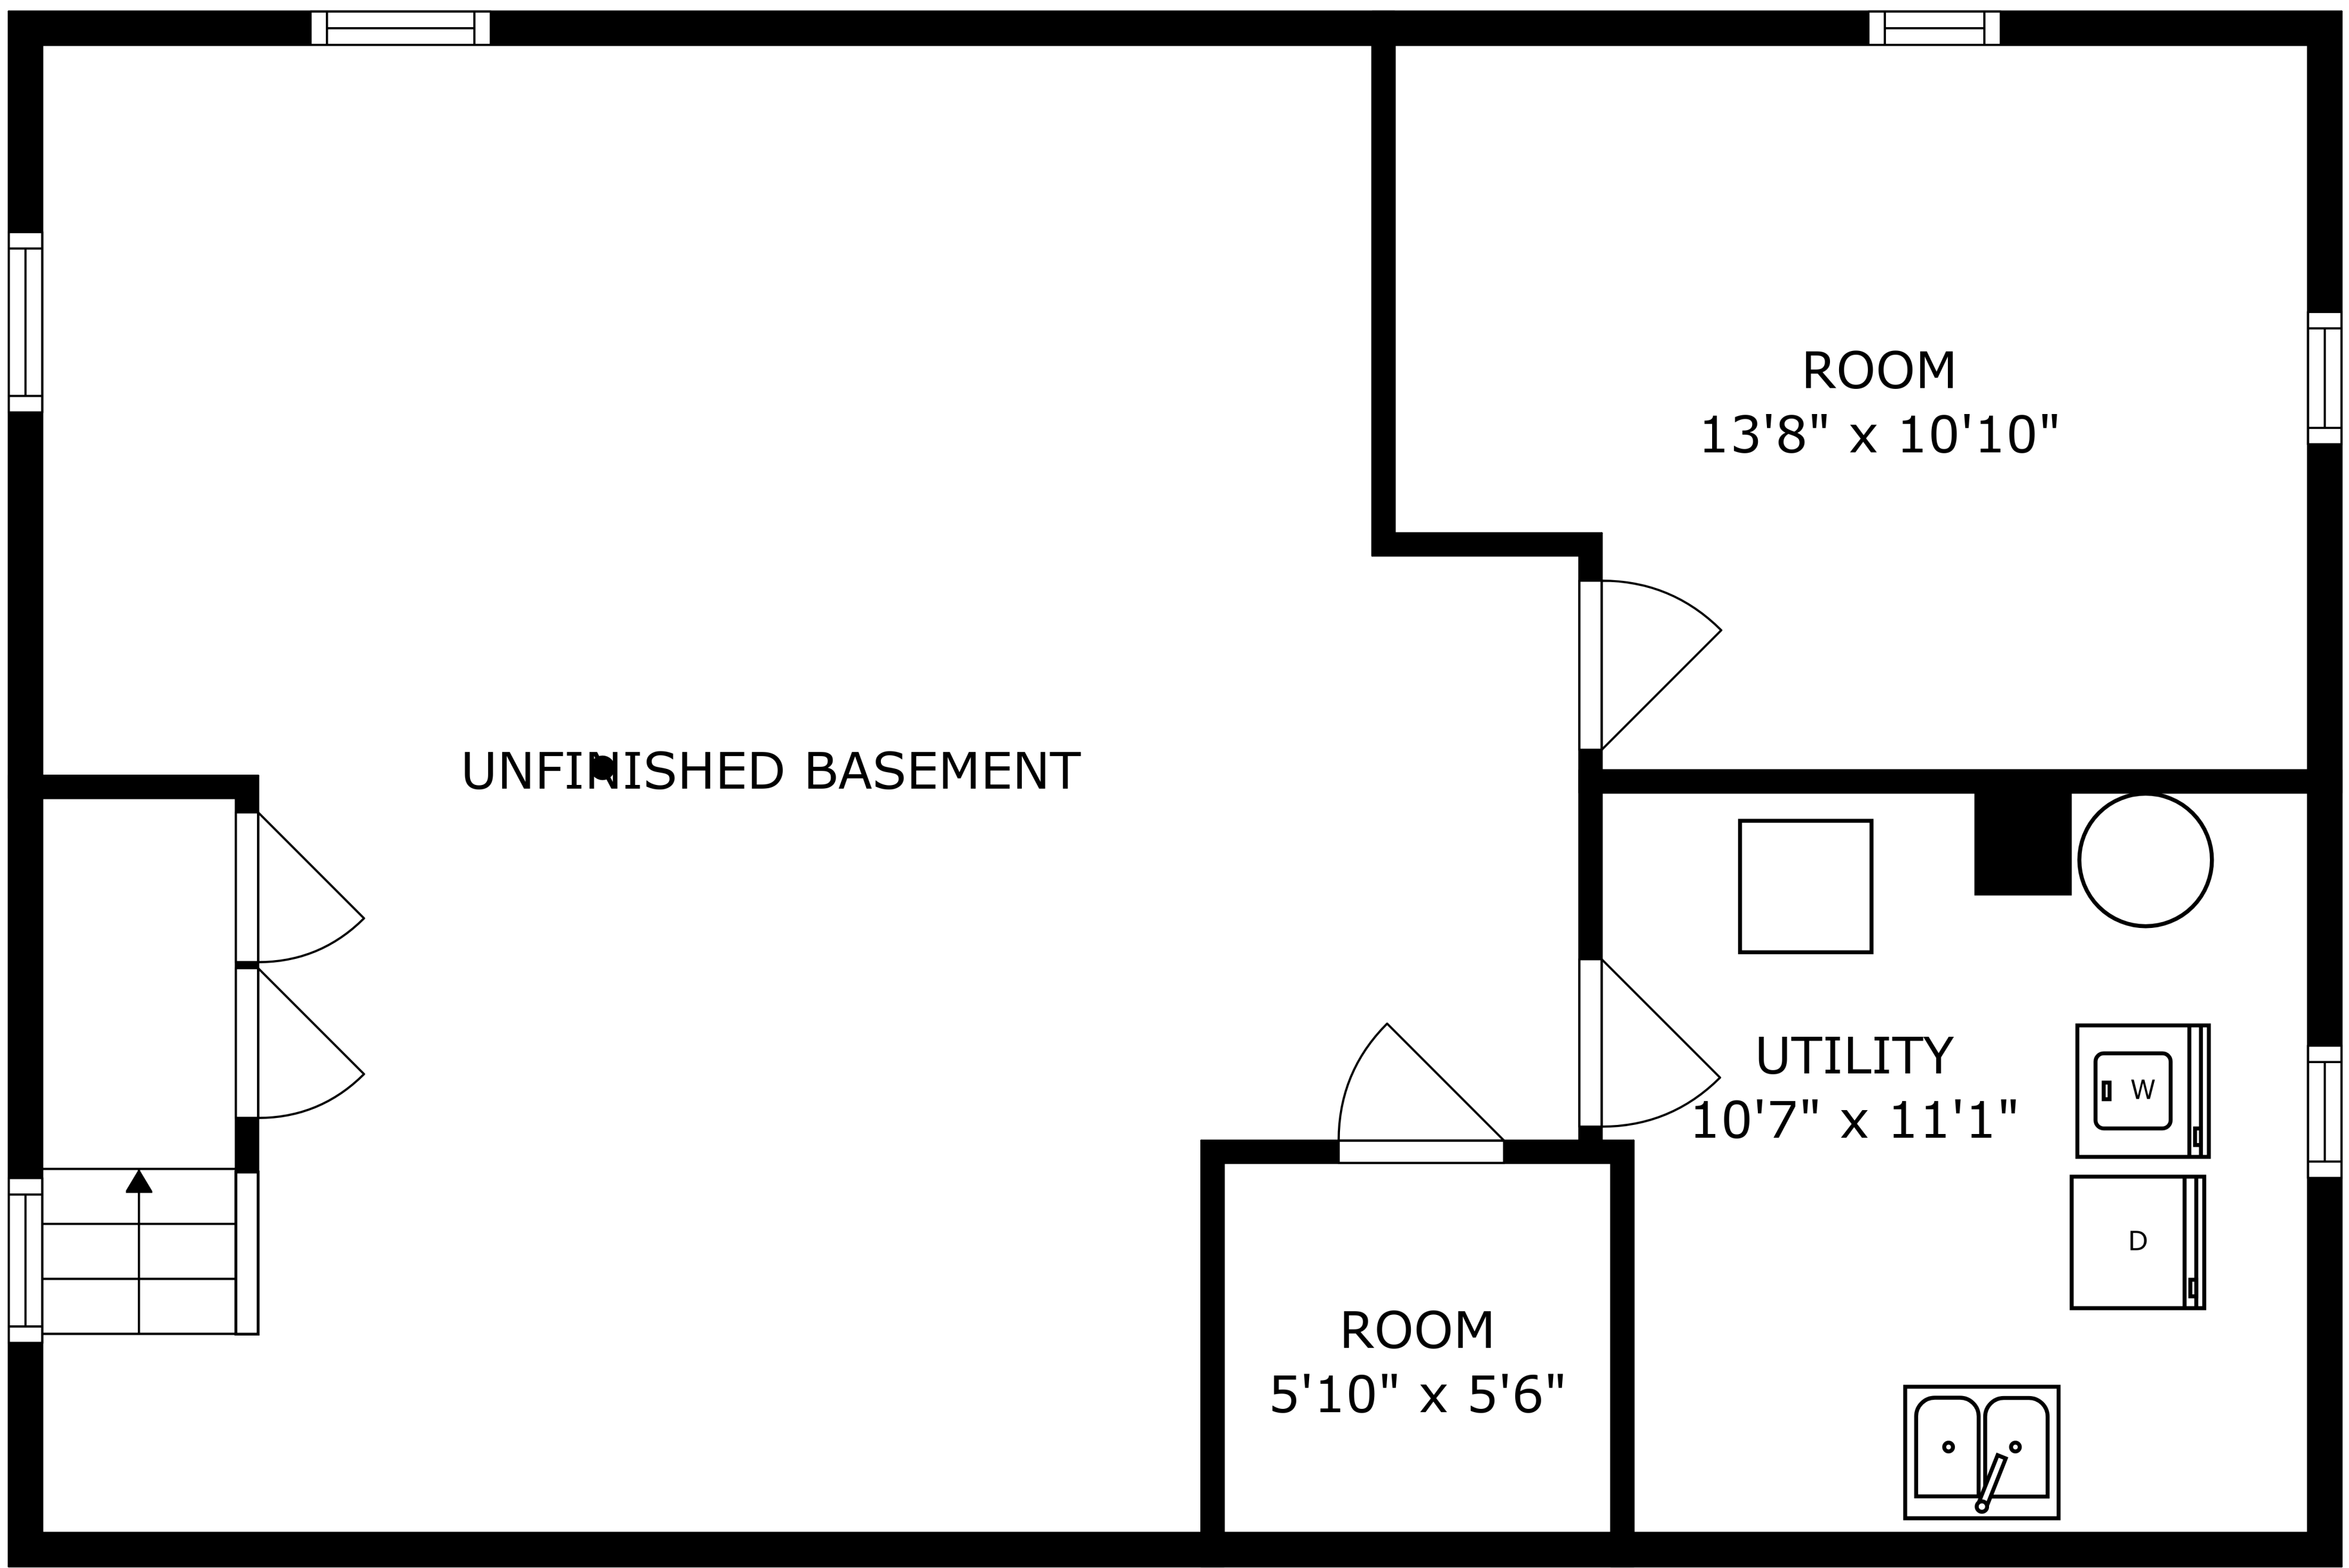 ROOM
13'8" x 10'10"
UNFINISHED BASEMENT
UTILITY
10'7" x 11'1"
W
D
ROOM
5'10" x 5'6"